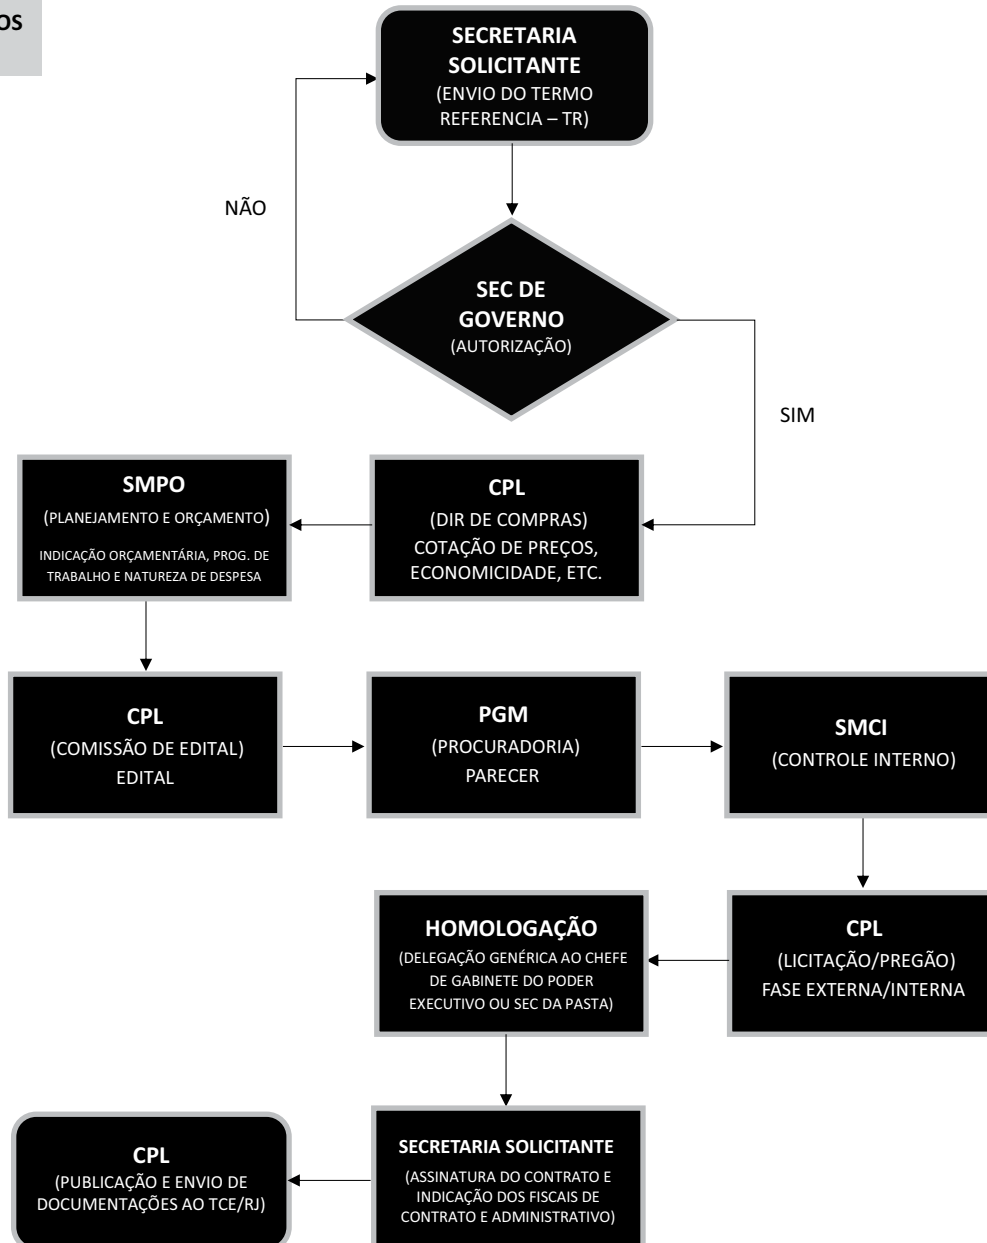 OS
SECRETARIA
SOLICITANTE
(ENVIO DO TERMO
REFERENCIA – TR)
NÃO
SEC DE
GOVERNO
(AUTORIZAÇÃO)
SIM
SMPO
(PLANEJAMENTO E ORÇAMENTO)
INDICAÇÃO ORÇAMENTÁRIA, PROG. DE
TRABALHO E NATUREZA DE DESPESA
CPL
(DIR DE COMPRAS)
COTAÇÃO DE PREÇOS,
ECONOMICIDADE, ETC.
CPL
(COMISSÃO DE EDITAL)
EDITAL
PGM
(PROCURADORIA)
PARECER
SMCI
(CONTROLE INTERNO)
HOMOLOGAÇÃO
(DELEGAÇÃO GENÉRICA AO CHEFE
DE GABINETE DO PODER
EXECUTIVO OU SEC DA PASTA)
CPL
(LICITAÇÃO/PREGÃO)
FASE EXTERNA/INTERNA
CPL
(PUBLICAÇÃO E ENVIO DE
DOCUMENTAÇÕES AO TCE/RJ)
SECRETARIA SOLICITANTE
(ASSINATURA DO CONTRATO E
INDICAÇÃO DOS FISCAIS DE
CONTRATO E ADMINISTRATIVO)